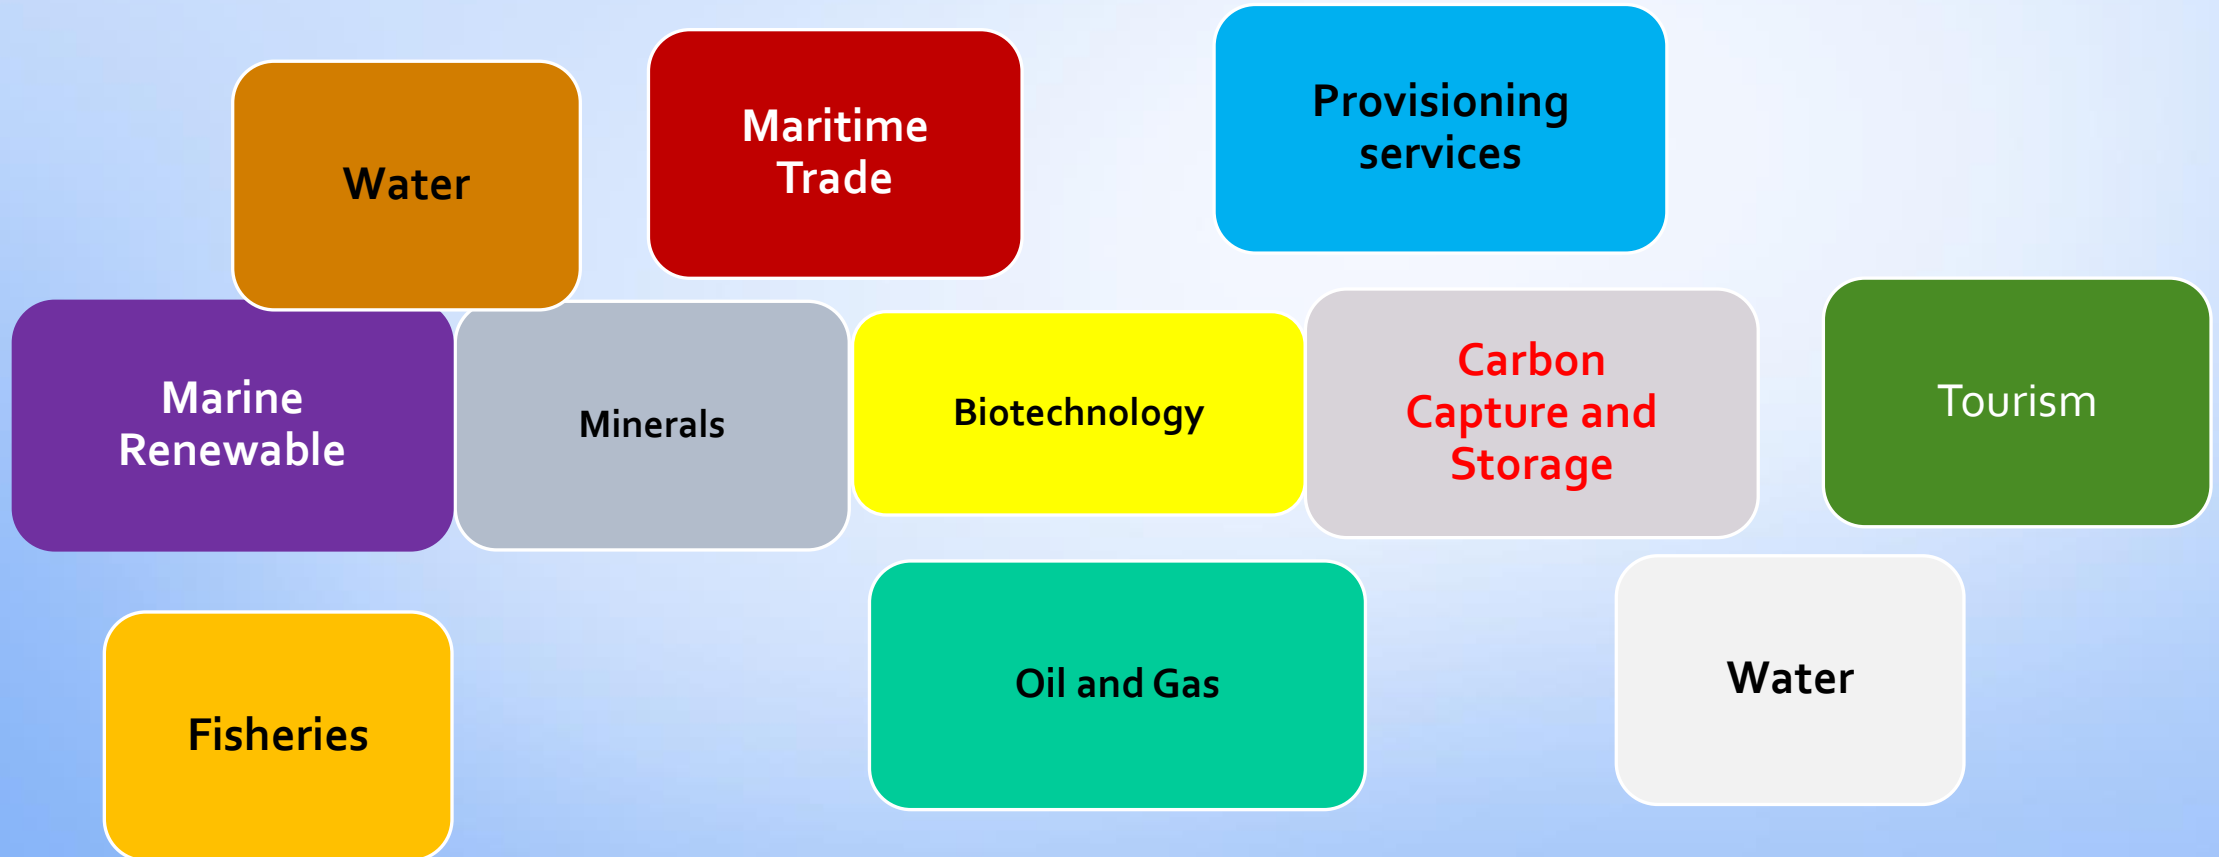 Water
Maritime
Trade
Provisioning
services
Marine
Renewable
Minerals
Biotechnology
Carbon
Capture and
Storage
Tourism
Fisheries
Oil and Gas
Water